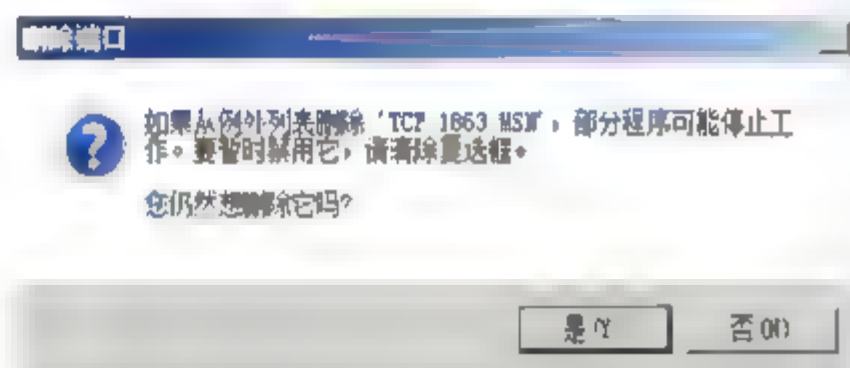 删除端口
如果从例外列表删除 'TCP 1863 MSN', 部分程序可能停止工
作。要暂时禁用它, 请清除复选框。
您仍然想删除它吗?
是(Y)
否(N)